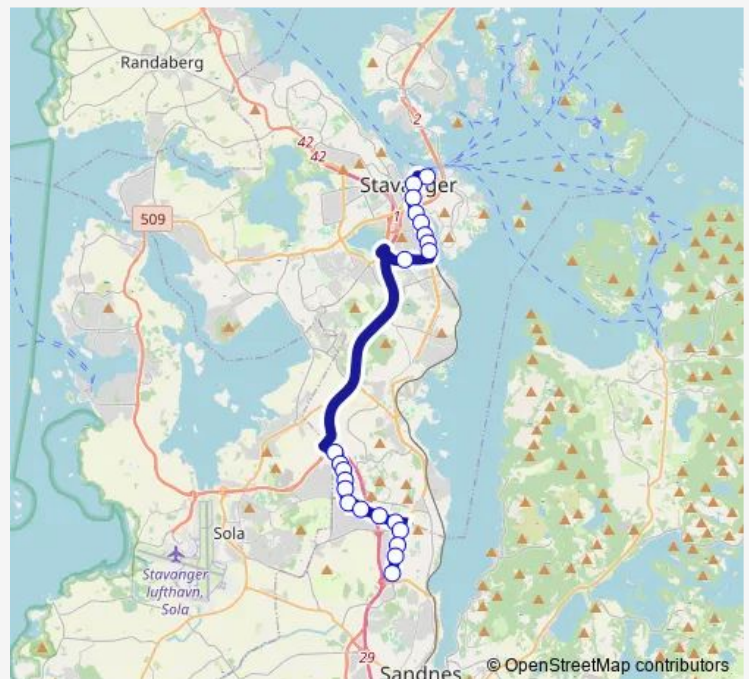 Randaberg
2
42
42
Stavanger
1
509
Sola
Stavanger
lufthavn,
Sola
29
Sandnes
© OpenStreetMap contributors